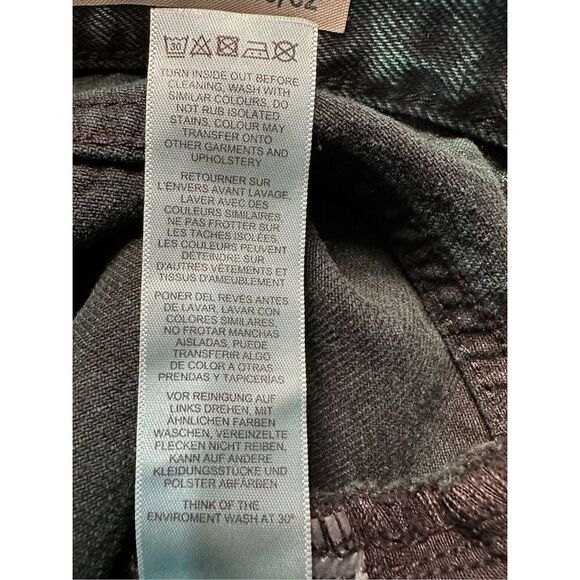 30
TURN INSIDE OUT BEFORE
CLEANING, WASH WITH
SIMILAR COLOURS, DO
NOT RUB ISOLATED
STAINS, COLOUR MAY
TRANSFER ONTO
OTHER GARMENTS AND
UPHOLSTERY
RETOURNER SUR
L'ENVERS AVANT LAVAGE,
LAVER AVEC DES
COULEURS SIMILAIRES
NE PAS FROTTER SUR
LES TACHES ISOLÉES,
LES COULEURS PEUVENT
DETEINDRE SUR
D'AUTRES VÊTEMENTS ET
TISSUS D'AMEUBLEMENT
PONER DEL REVÉS ANTES
DE LAVAR, LAVAR CON
COLORES SIMILARES,
NO FROTAR MANCHAS
AISLADAS, PUEDE
TRANSFERIR ALGO
DE COLOR A OTRAS
PRENDAS Y TAPICERÍAS
VOR REINIGUNG AUF
LINKS DREHEN, MIT
ÄHNLICHEN FARBEN
WASCHEN, VEREINZELTE
FLECKEN NICHT REIBEN,
KANN AUF ANDERE
KLEIDUNGSSTÜCKE UND
POLSTER ABFÄRBEN
THINK OF THE
ENVIROMENT WASH AT 30°